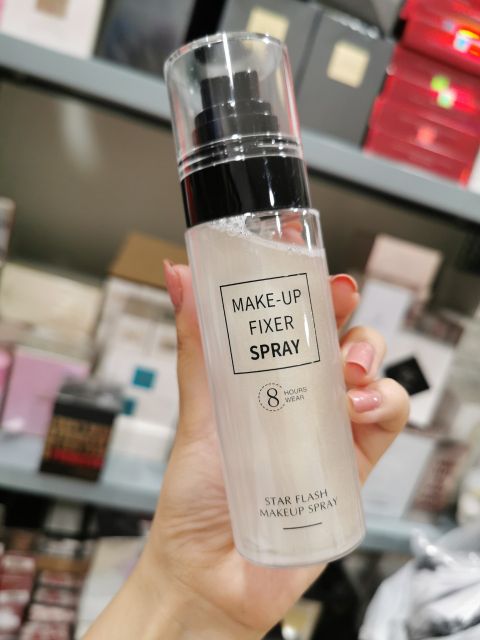 MAKE-UP
FIXER
SPRAY
8 HOURS
WEAR
STAR FLASH
MAKEUP SPRAY